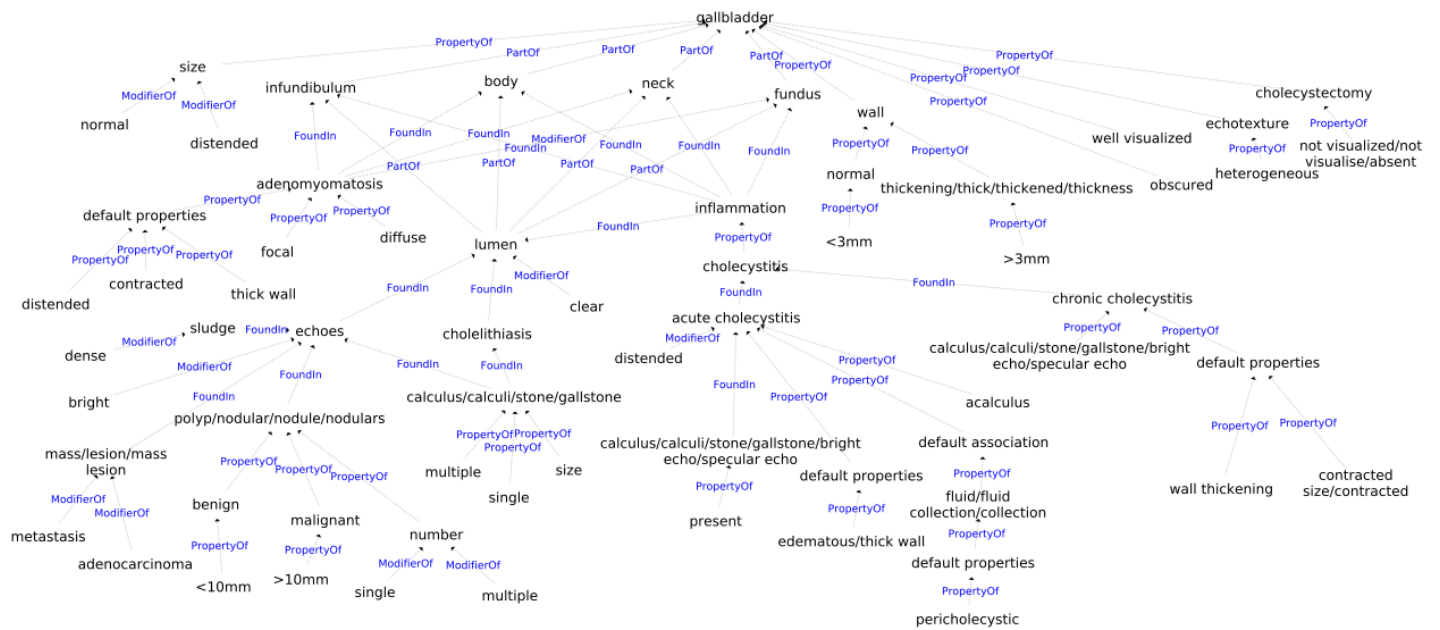 gallbladder
PropertyOf
PartOf
PartOf
PartOf
PartOf
PropertyOf
PropertyOf
PropertyOf
PropertyOf
PropertyOf
size
infundibulum
body
neck
fundus
wall
cholecystectomy
ModifierOf
ModifierOf
normal
distended
well visualized
echotexture
PropertyOf
not visualized/not
visualise/absent
PropertyOf
heterogeneous
obscured
FoundIn
FoundIn
FoundIn
ModifierOf
FoundIn
FoundIn
FoundIn
FoundIn
PropertyOf
PropertyOf
PartOf
PartOf
PartOf
PartOf
adenomyomatosis
normal
thickening/thick/thickened/thickness
PropertyOf
PropertyOf
PropertyOf
default properties
focal
diffuse
inflammation
PropertyOf
<3mm
PropertyOf
>3mm
PropertyOf
PropertyOf
PropertyOf
distended
contracted
thick wall
lumen
FoundIn
PropertyOf
cholecystitis
FoundIn
FoundIn
ModifierOf
clear
FoundIn
FoundIn
chronic cholecystitis
dense
ModifierOf
sludge
FoundIn
echoes
cholelithiasis
acute cholecystitis
ModifierOf
distended
PropertyOf
PropertyOf
calculus/calculi/stone/gallstone/bright
echo/specular echo
default properties
bright
ModifierOf
FoundIn
FoundIn
FoundIn
FoundIn
polyp/nodular/nodule/nodulars
calculus/calculi/stone/gallstone
FoundIn
PropertyOf
PropertyOf
PropertyOf
acalculus
mass/lesion/mass
lesion
PropertyOf
PropertyOf
PropertyOf
multiple
single
size
calculus/calculi/stone/gallstone/bright
echo/specular echo
default properties
default association
PropertyOf
PropertyOf
wall thickening
contracted
size/contracted
ModifierOf
ModifierOf
metastasis
adenocarcinoma
PropertyOf
PropertyOf
PropertyOf
benign
malignant
number
PropertyOf
present
PropertyOf
edematous/thick wall
PropertyOf
fluid/fluid
collection/collection
PropertyOf
default properties
PropertyOf
pericholecystic
PropertyOf
<10mm
PropertyOf
>10mm
ModifierOf
ModifierOf
single
multiple